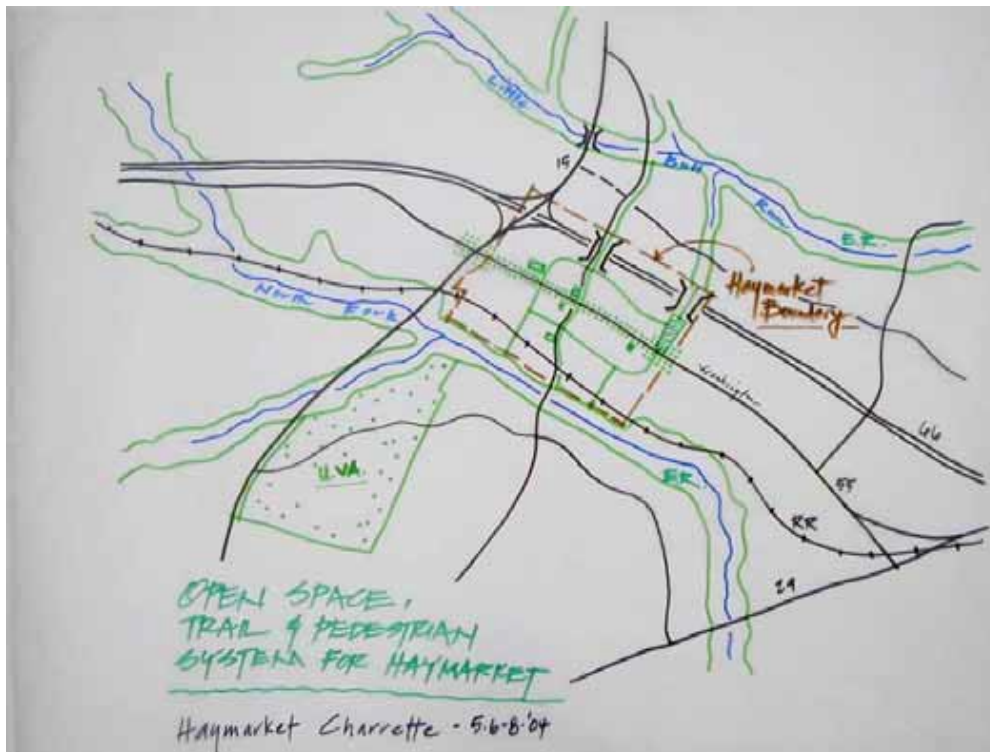 Little
Bull
Run
E.R.
15
Haymarket
Boundary
North
Fork
Washington
66
U.VA.
E.R.
55
RR
29
OPEN SPACE,
TRAIL & PEDESTRIAN
SYSTEM FOR HAYMARKET
Haymarket Charrette - 5.6-8.'04